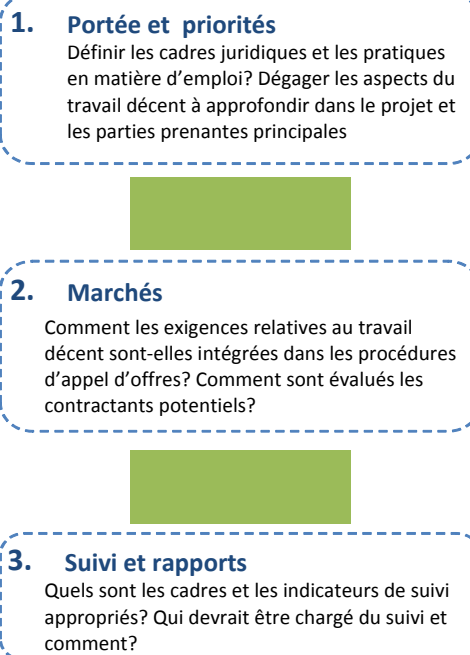 1. Portée et priorités
Définir les cadres juridiques et les pratiques
en matière d’emploi? Dégager les aspects du
travail décent à approfondir dans le projet et
les parties prenantes principales
2. Marchés
Comment les exigences relatives au travail
décent sont-elles intégrées dans les procédures
d’appel d’offres? Comment sont évalués les
contractants potentiels?
3. Suivi et rapports
Quels sont les cadres et les indicateurs de suivi
appropriés? Qui devrait être chargé du suivi et
comment?